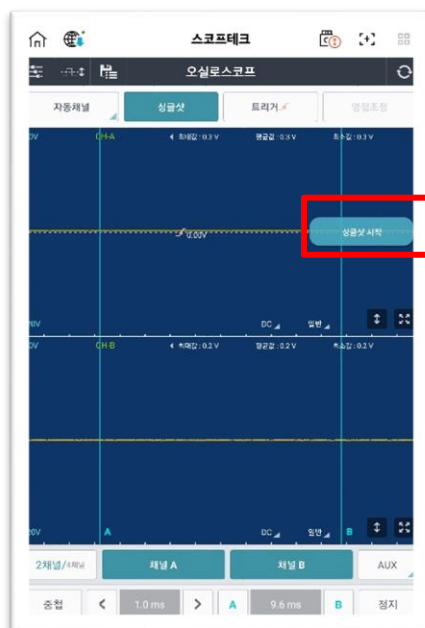 스코프테크
오실로스코프
자동채널 싱글샷 트리거 영점조정
CH-A 최대값 : 0.3 V 평균값 : 0.3 V 최소값 : 0.3 V
싱글샷 시작
0.00V
DC 일반
CH-B 최대값 : 0.2 V 평균값 : 0.2 V 최소값 : 0.2 V
A DC 일반 B
2채널/4채널 채널 A 채널 B AUX
중첩 < 1.0 ms > A 9.6 ms B 정지